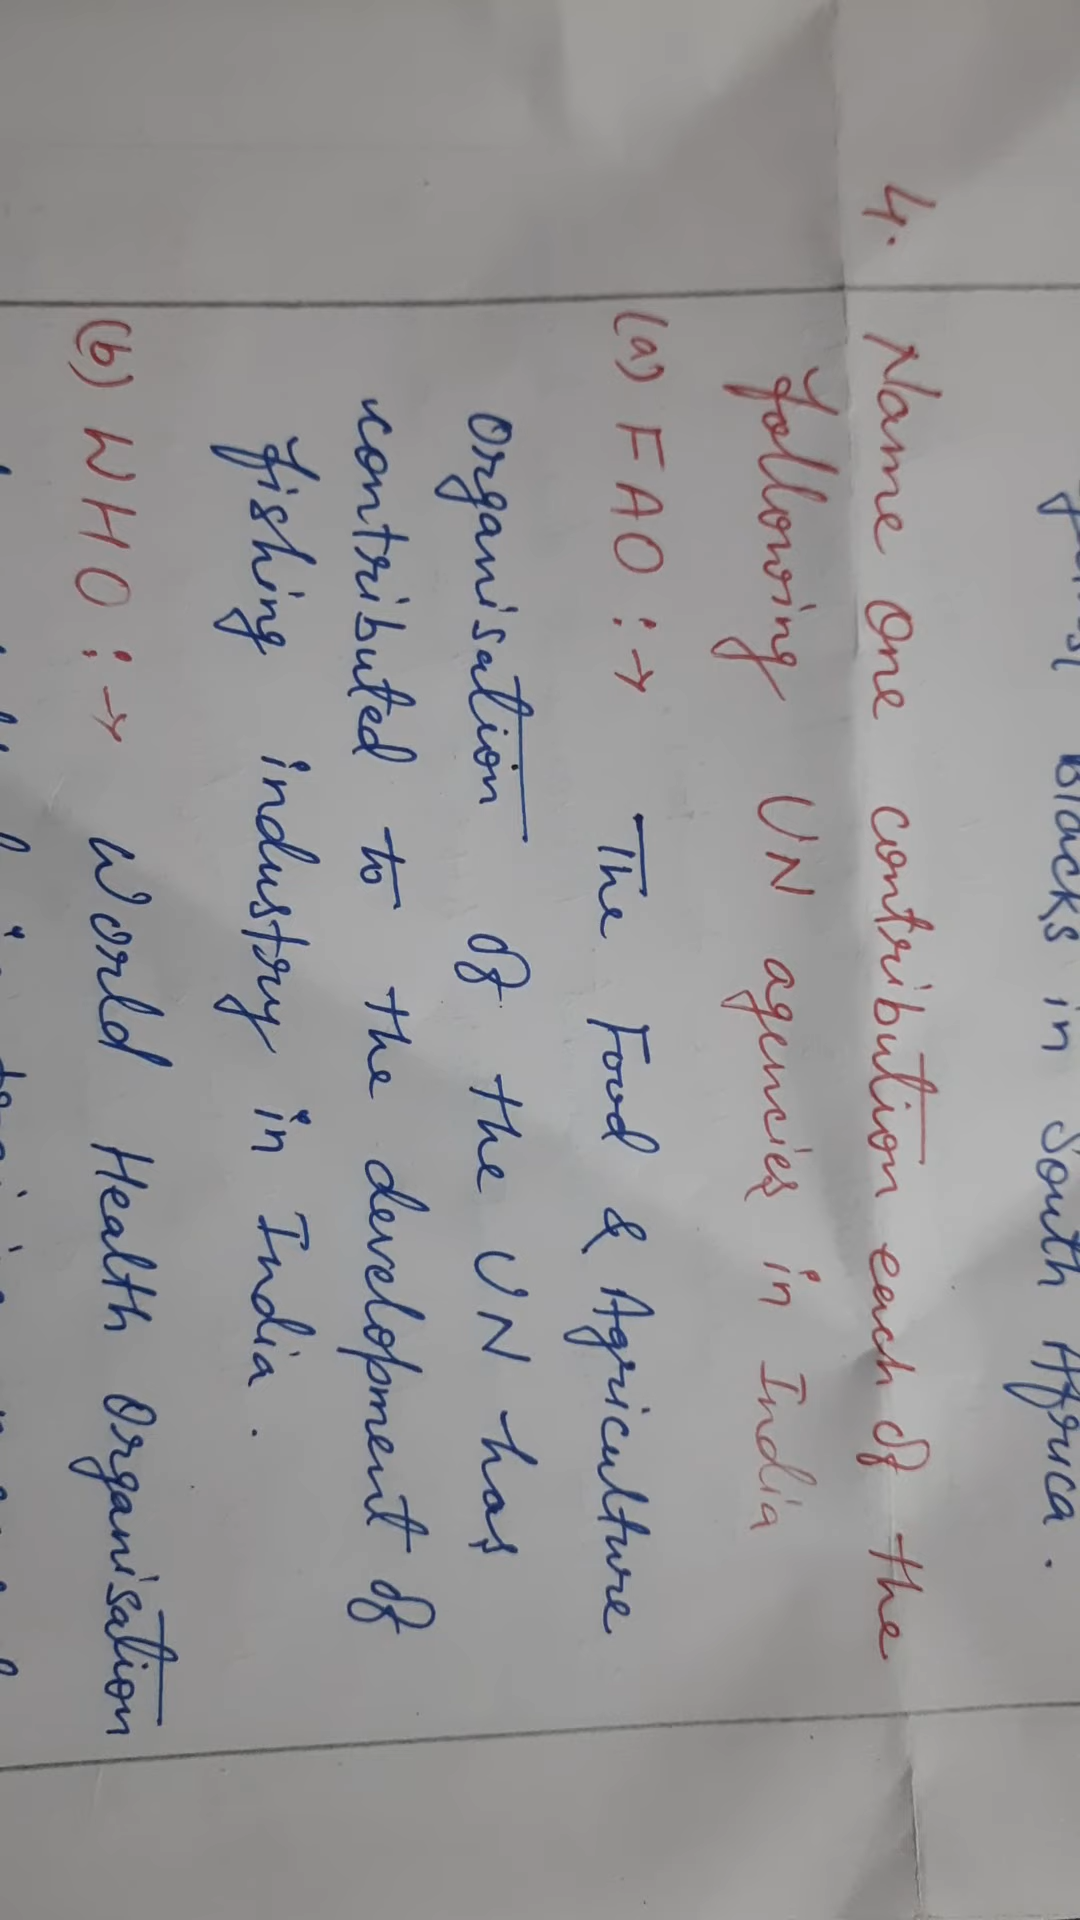 Blacks in South Africa.
4. Name One contribution each of the
following UN agencies in India
(a) FAO :→ The Food & Agriculture
Organisation of the UN has
contributed to the development of
fishing industry in India.
(b) WHO :→ World Health Organisation